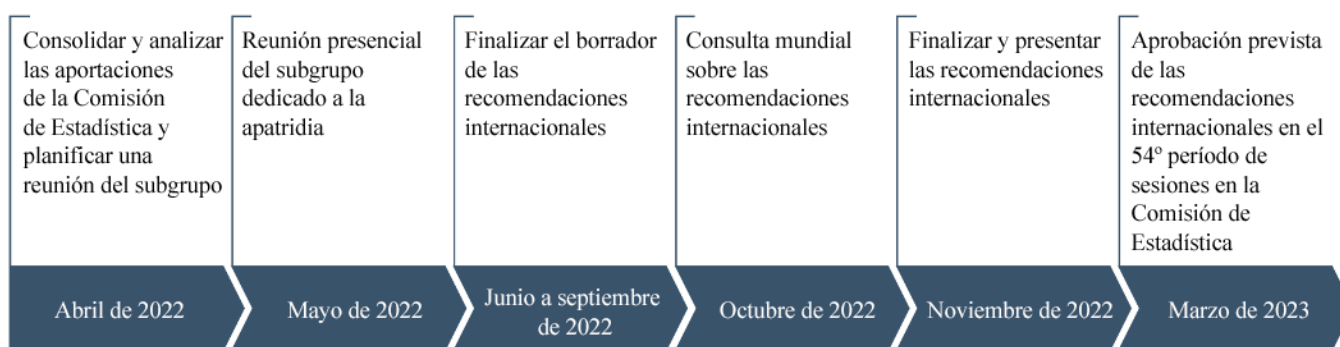 Consolidar y analizar
las aportaciones
de la Comisión
de Estadística y
planificar una
reunión del subgrupo
Reunión presencial
del subgrupo
dedicado a la
apatridia
Finalizar el borrador
de las
recomendaciones
internacionales
Consulta mundial
sobre las
recomendaciones
internacionales
Finalizar y presentar
las recomendaciones
internacionales
Aprobación prevista
de las
recomendaciones
internacionales en el
54º período de
sesiones en la
Comisión de
Estadística
Abril de 2022
Mayo de 2022
Junio a septiembre
de 2022
Octubre de 2022
Noviembre de 2022
Marzo de 2023